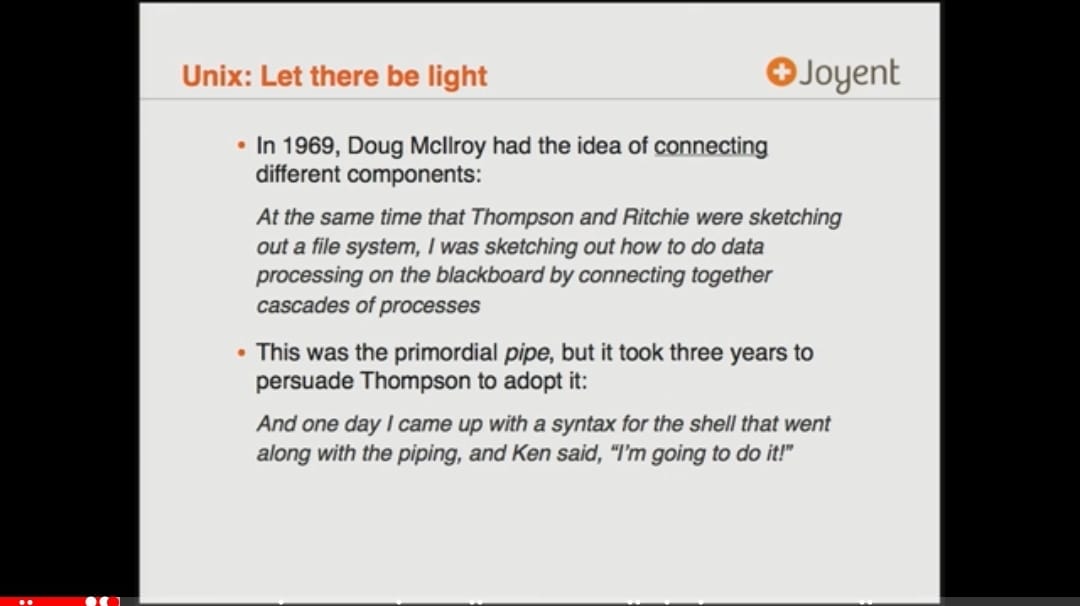 Unix: Let there be light
Joyent
• In 1969, Doug McIlroy had the idea of connecting
different components:
At the same time that Thompson and Ritchie were sketching
out a file system, I was sketching out how to do data
processing on the blackboard by connecting together
cascades of processes
• This was the primordial pipe, but it took three years to
persuade Thompson to adopt it:
And one day I came up with a syntax for the shell that went
along with the piping, and Ken said, “I’m going to do it!”